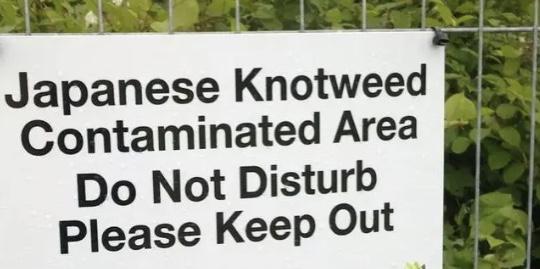 Japanese Knotweed
Contaminated Area
Do Not Disturb
Please Keep Out